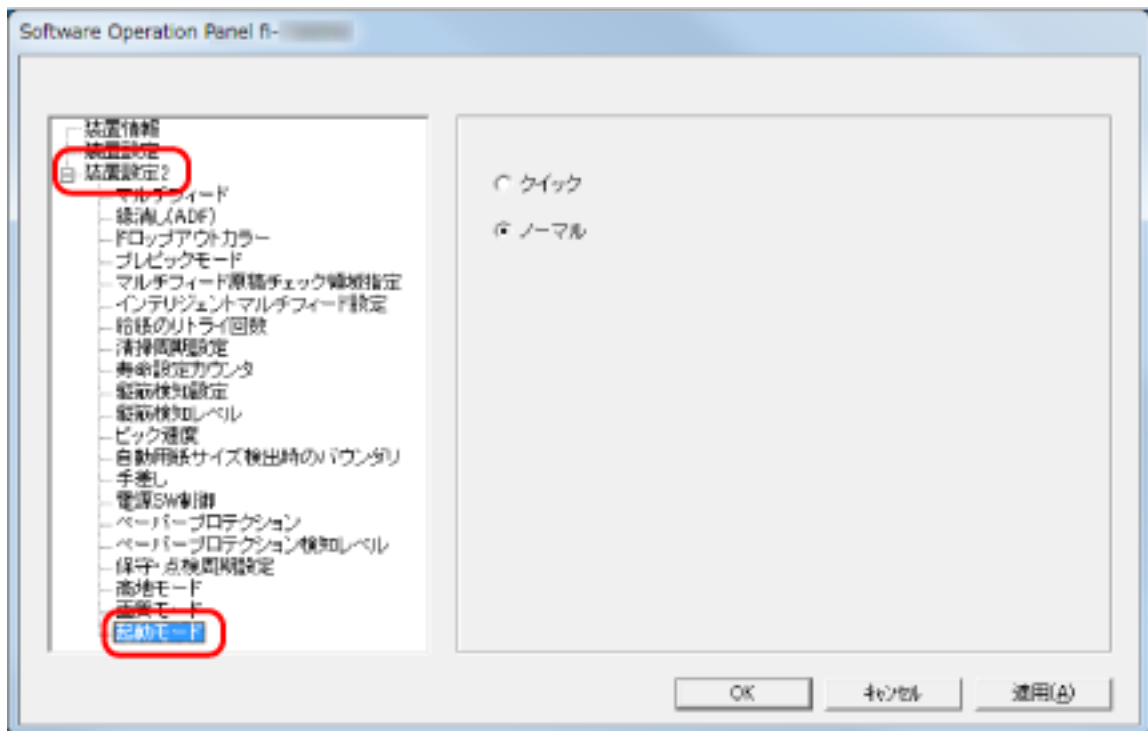 Software Operation Panel fi-
装置情報
装置設定
装置設定2
マルチフィード
縁消し(ADF)
ドロップアウトカラー
プレピックモード
マルチフィード原稿チェック領域指定
インテリジェントマルチフィード設定
給紙のリトライ回数
清掃周期設定
寿命設定カウンタ
縦筋検知設定
縦筋検知レベル
ピック速度
自動用紙サイズ検出時のバウンダリ
手差し
電源SW制御
ペーパープロテクション
ペーパープロテクション検知レベル
保守・点検周期設定
高地モード
画質モード
起動モード
クイック
ノーマル
OK
キャンセル
適用(A)